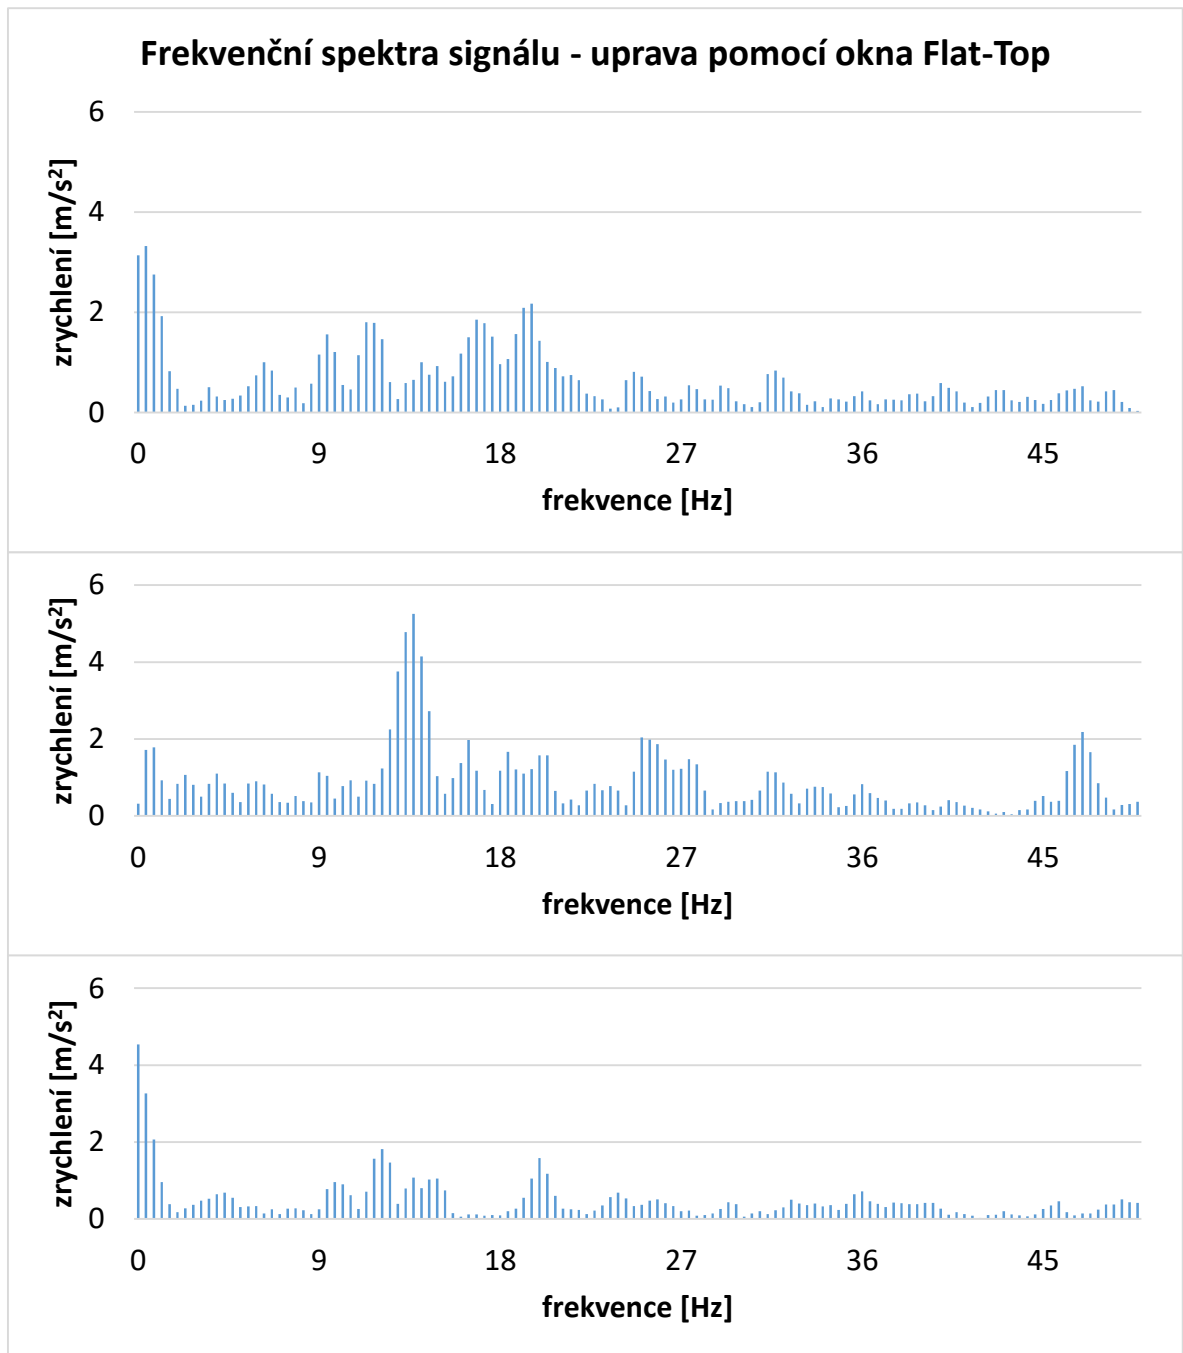 Frekvenční spektra signálu - uprava pomocí okna Flat-Top
zrychlení [m/s²]
6
4
2
0
0 9 18 27 36 45
frekvence [Hz]
zrychlení [m/s²]
6
4
2
0
0 9 18 27 36 45
frekvence [Hz]
zrychlení [m/s²]
6
4
2
0
0 9 18 27 36 45
frekvence [Hz]